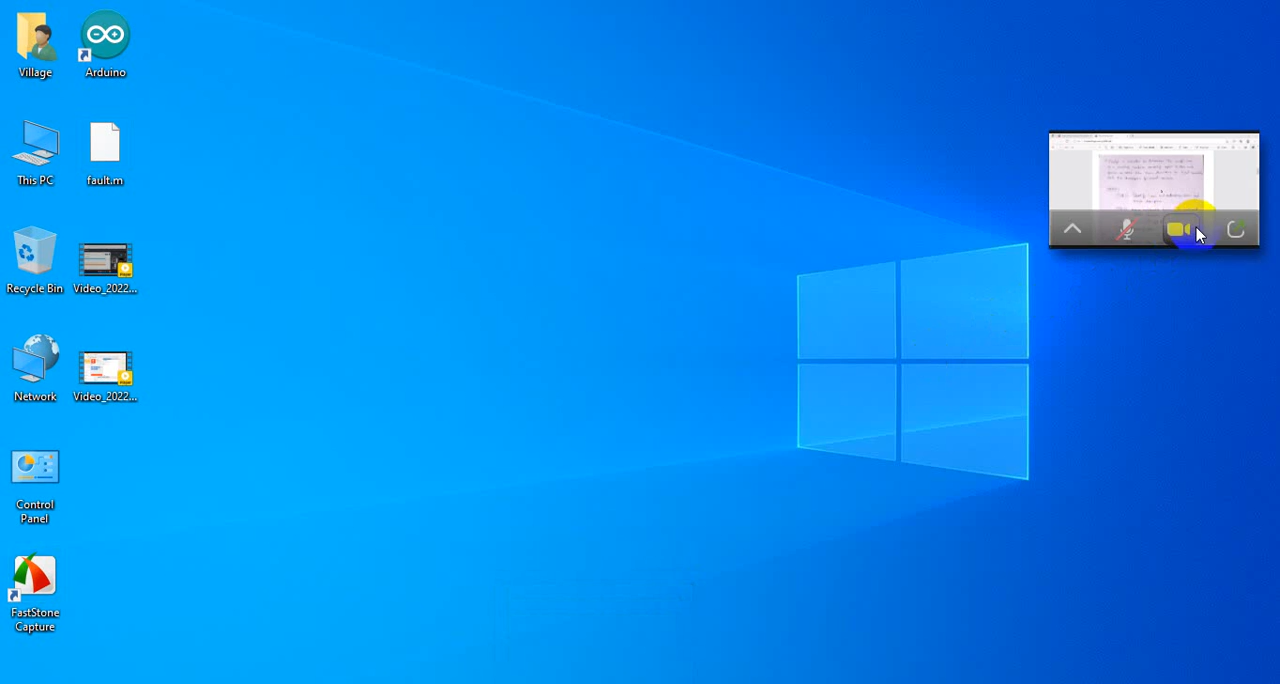 Village
Arduino
This PC
fault.m
Recycle Bin
Video_2022...
Network
Video_2022...
Control
Panel
FastStone
Capture